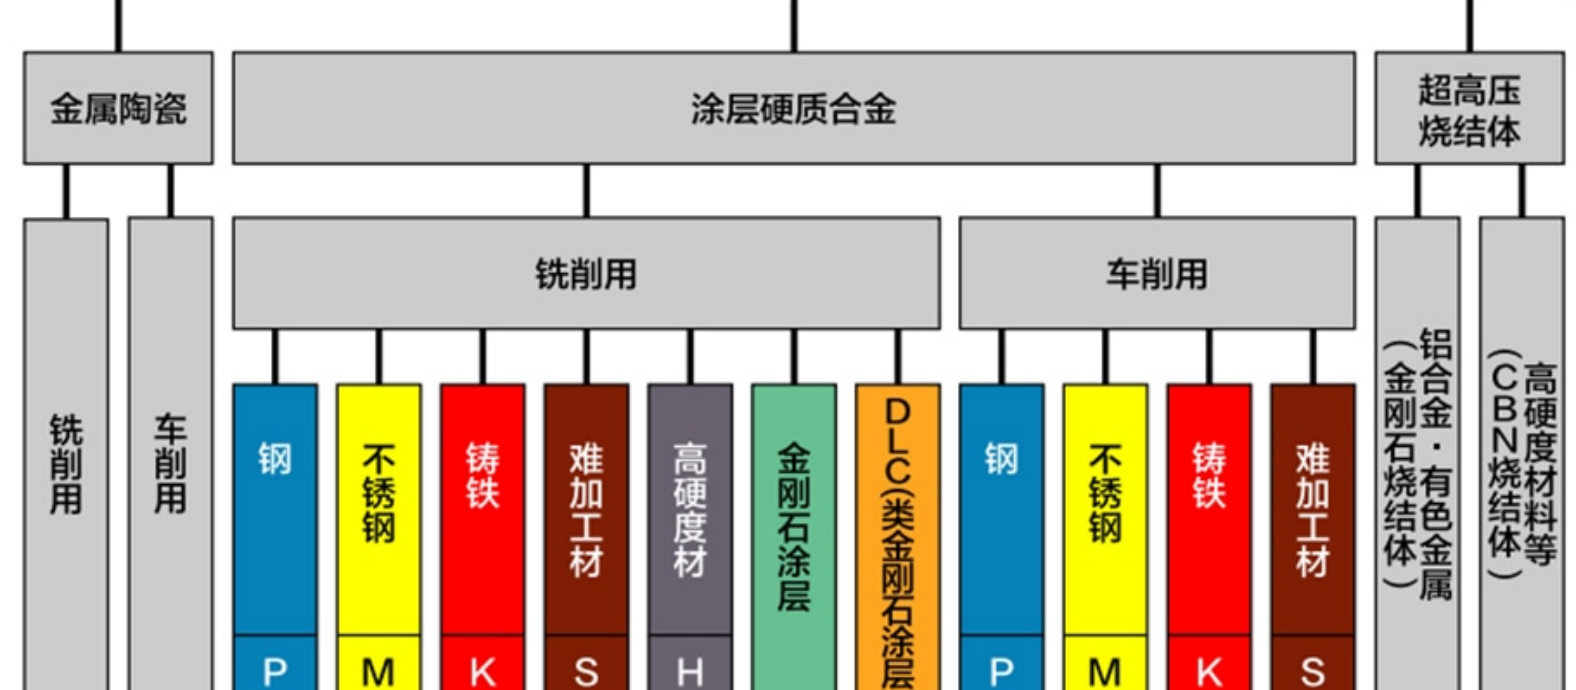 金属陶瓷
涂层硬质合金
超高压
烧结体
铣削用
车削用
铣削用
车削用
铝合金・有色金属
(金刚石烧结体)
高硬度材料等
(CBN烧结体)
钢
不锈钢
铸铁
难加工材
高硬度材
金刚石涂层
DLC(类金刚石涂层
钢
不锈钢
铸铁
难加工材
P
M
K
S
H
P
M
K
S